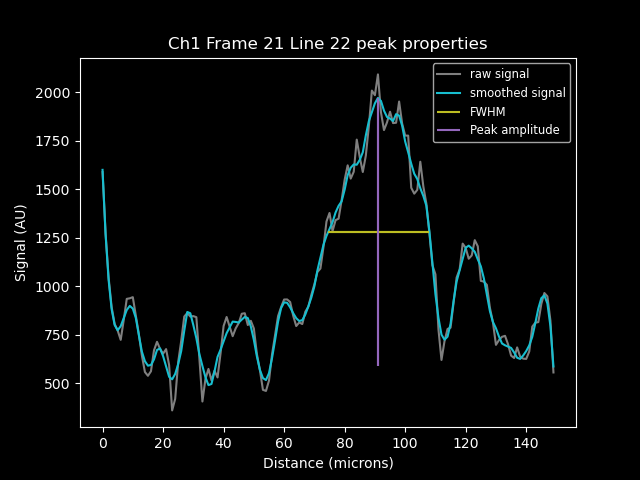 Ch1 Frame 21 Line 22 peak properties
raw signal
smoothed signal
FWHM
Peak amplitude
Signal (AU)
2000
1750
1500
1250
1000
750
500
0 20 40 60 80 100 120 140
Distance (microns)